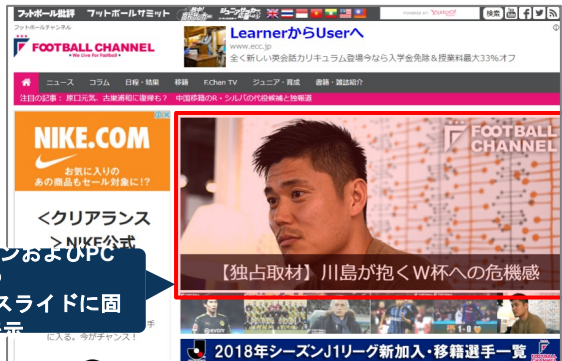 フットボール批評 フットボールサミット
POWERED BY YAHOO! 検索
フットボールチャンネル
FOOTBALL CHANNEL
• We Live For Football •
LearnerからUserへ
www.ecc.jp
全く新しい英会話カリキュラム登場今なら入学金免除&授業料最大33%オフ
ニュース コラム 日程・結果 移籍 F.Chan TV ジュニア・育成 書籍・雑誌紹介
注目の記事: 原口元気、古巣浦和に復帰も? 中国移籍のR・シルバの代役候補と独報道
NIKE.COM
お気に入りの
あの商品もセール対象に!?
<クリアランス
>NIKE公式
FOOTBALL
CHANNEL
ンおよびPC
スライドに固
に入る。今がチャンス!
【独占取材】川島が抱くW杯への危機感
2018年シーズンJ1リーグ新加入・移籍選手一覧